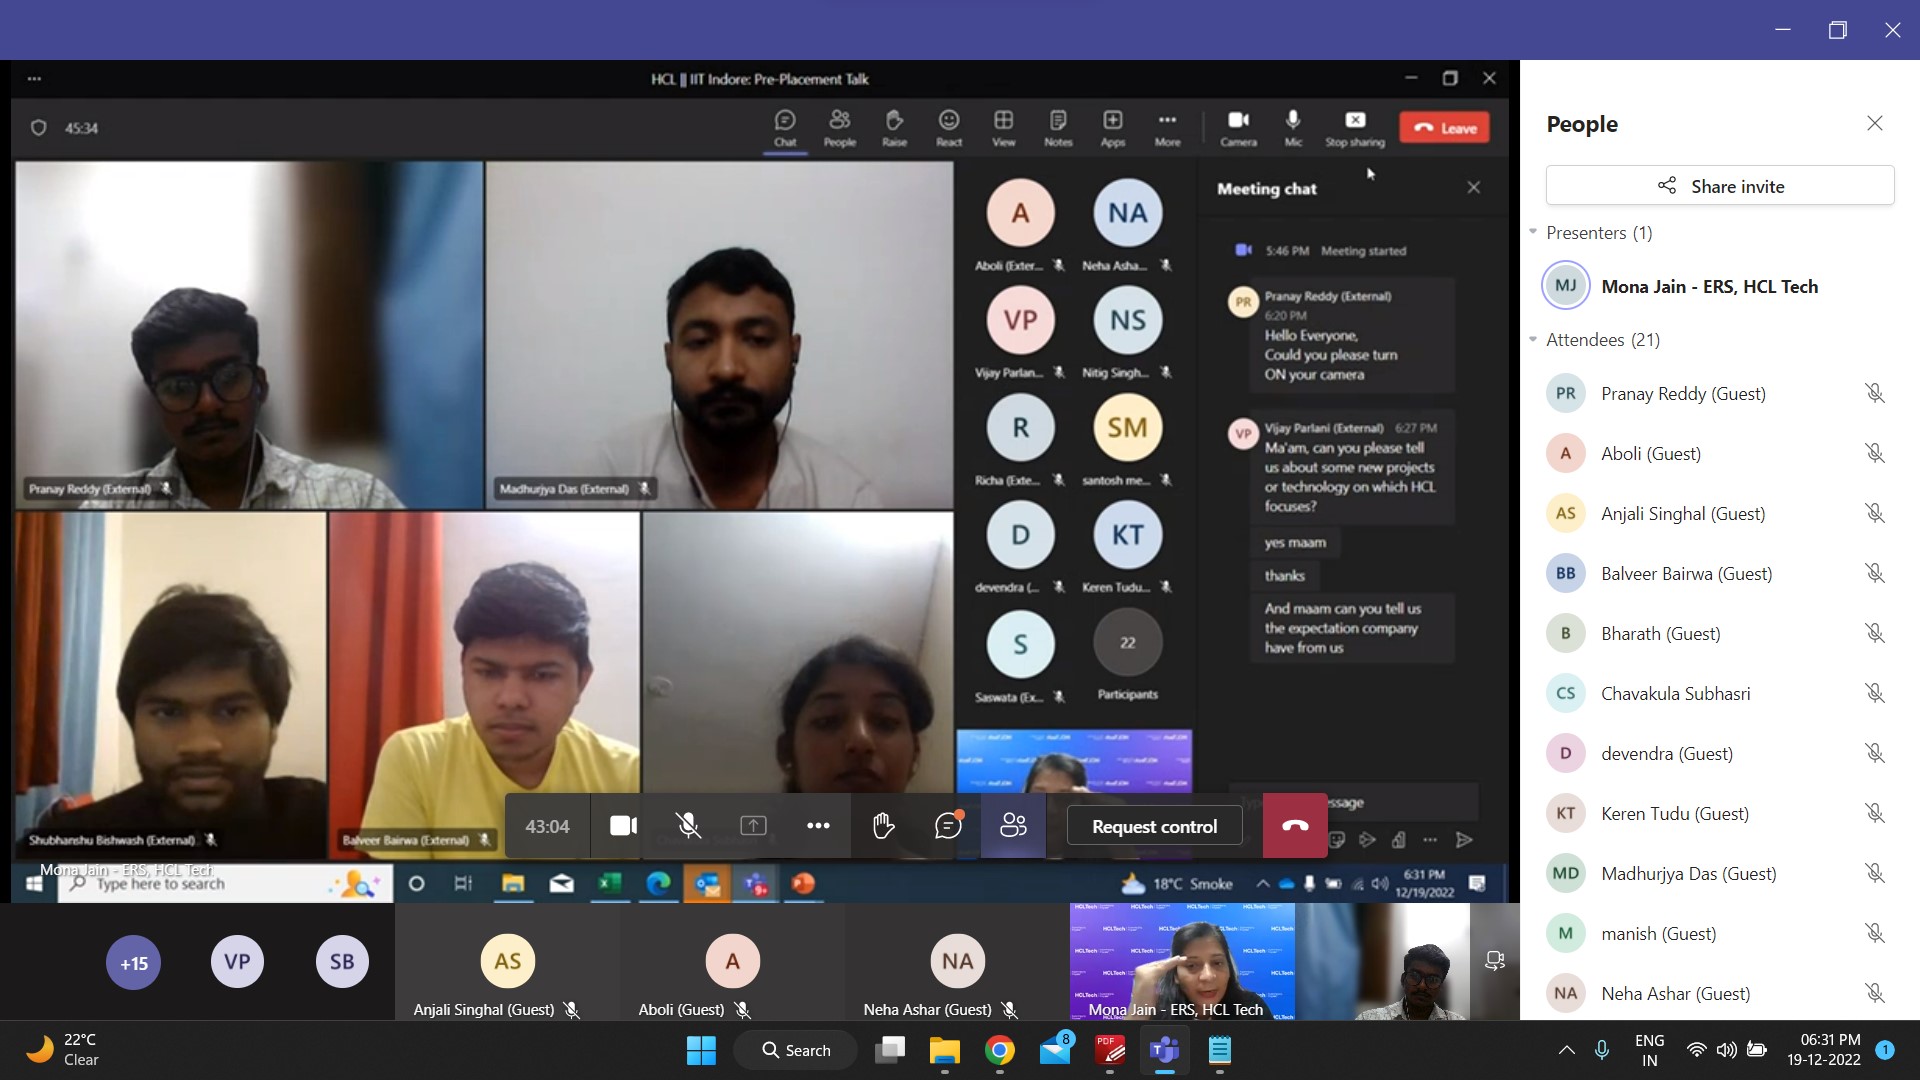 HCL || IIT Indore: Pre-Placement Talk
45:34
Chat
People
Raise
React
View
Notes
Apps
More
Camera
Mic
Stop sharing
Leave
Pranay Reddy (External)
Madhurjya Das (External)
Shubhanshu Bishwash (External)
Balveer Bairwa (External)
A
Aboli (Exter...
NA
Neha Asha...
VP
Vijay Parlan...
NS
Nitig Singh...
R
Richa (Exte...
SM
santosh me...
D
devendra (...
KT
Keren Tudu...
S
Saswata (Ex...
22
Participants
Meeting chat
5:46 PM Meeting started
PR
Pranay Reddy (External)
6:20 PM
Hello Everyone,
Could you please turn
ON your camera
VP
Vijay Parlani (External) 6:27 PM
Ma'am, can you please tell
us about some new projects
or technology on which HCL
focuses?
yes maam
thanks
And maam can you tell us
the expectation company
have from us
43:04
Request control
Mona Jain - ERS, HCL Tech
Type here to search
18°C Smoke
6:31 PM
12/19/2022
+15
VP
SB
AS
Anjali Singhal (Guest)
A
Aboli (Guest)
NA
Neha Ashar (Guest)
HCLTech
Mona Jain - ERS, HCL Tech
People
Share invite
Presenters (1)
MJ
Mona Jain - ERS, HCL Tech
Attendees (21)
PR
Pranay Reddy (Guest)
A
Aboli (Guest)
AS
Anjali Singhal (Guest)
BB
Balveer Bairwa (Guest)
B
Bharath (Guest)
CS
Chavakula Subhasri
D
devendra (Guest)
KT
Keren Tudu (Guest)
MD
Madhurjya Das (Guest)
M
manish (Guest)
NA
Neha Ashar (Guest)
22°C
Clear
Search
8
PDF
ENG
IN
06:31 PM
19-12-2022
1